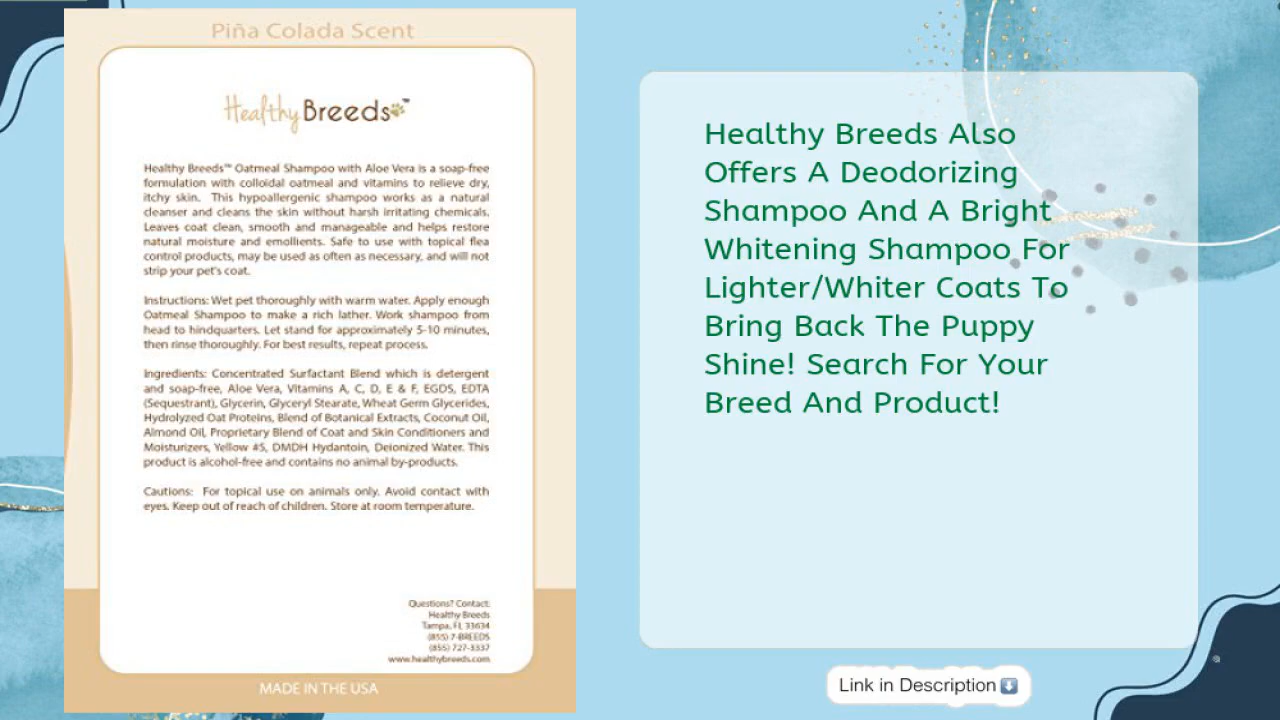 Piña Colada Scent
Healthy Breeds
Healthy Breeds™ Oatmeal Shampoo with Aloe Vera is a soap-free
formulation with colloidal oatmeal and vitamins to relieve dry,
itchy skin. This hypoallergenic shampoo works as a natural
cleanser and cleans the skin without harsh irritating chemicals.
Leaves coat clean, smooth and manageable and helps restore
natural moisture and emollients. Safe to use with topical flea
control products, may be used as often as necessary, and will not
strip your pet's coat.
Instructions: Wet pet thoroughly with warm water. Apply enough
Oatmeal Shampoo to make a rich lather. Work shampoo from
head to hindquarters. Let stand for approximately 5-10 minutes,
then rinse thoroughly. For best results, repeat process.
Ingredients: Concentrated Surfactant Blend which is detergent
and soap-free, Aloe Vera, Vitamins A, C, D, E & F, EGDS, EDTA
(Sequestrant), Glycerin, Glyceryl Stearate, Wheat Germ Glycerides,
Hydrolyzed Oat Proteins, Blend of Botanical Extracts, Coconut Oil,
Almond Oil, Proprietary Blend of Coat and Skin Conditioners and
Moisturizers, Yellow #5, DMDH Hydantoin, Deionized Water. This
product is alcohol-free and contains no animal by-products.
Cautions: For topical use on animals only. Avoid contact with
eyes. Keep out of reach of children. Store at room temperature.
Questions? Contact:
Healthy Breeds
Tampa, FL 33634
(855) 7-BREEDS
(855) 727-3337
www.healthybreeds.com
MADE IN THE USA
Healthy Breeds Also
Offers A Deodorizing
Shampoo And A Bright
Whitening Shampoo For
Lighter/Whiter Coats To
Bring Back The Puppy
Shine! Search For Your
Breed And Product!
Link in Description⬇️